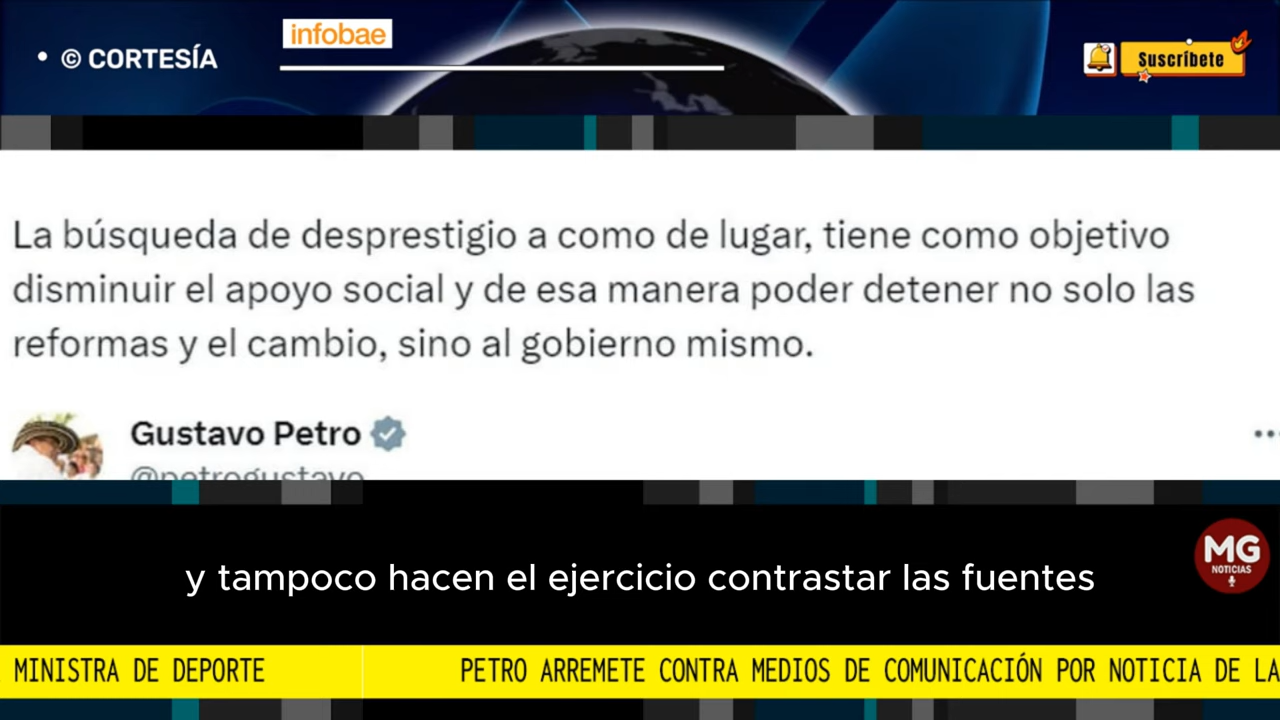 • © CORTESÍA
infobae
Suscríbete
La búsqueda de desprestigio a como de lugar, tiene como objetivo
disminuir el apoyo social y de esa manera poder detener no solo las
reformas y el cambio, sino al gobierno mismo.
Gustavo Petro
@petrogustavo
y tampoco hacen el ejercicio contrastar las fuentes
MG
NOTICIAS
MINISTRA DE DEPORTE PETRO ARREMETE CONTRA MEDIOS DE COMUNICACIÓN POR NOTICIA DE LA